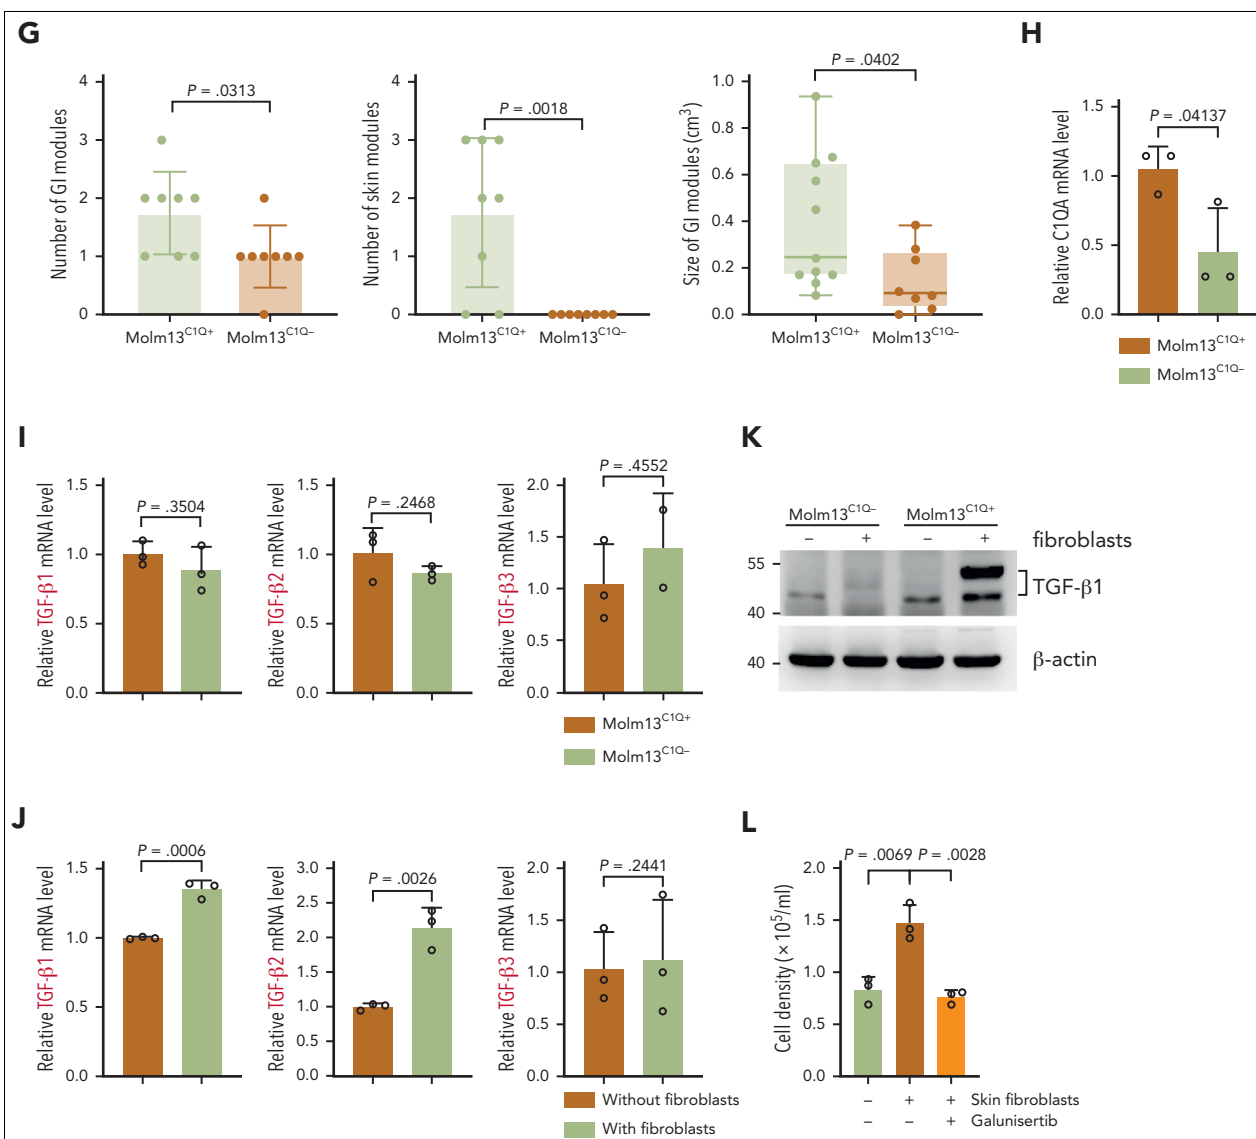 G
Number of GI modules
4
3
2
1
0
P = .0313
Molm13C1Q+
Molm13C1Q–
Number of skin modules
4
3
2
1
0
P = .0018
Molm13C1Q+
Molm13C1Q–
Size of GI modules (cm3)
1.0
0.8
0.6
0.4
0.2
0
P = .0402
Molm13C1Q+
Molm13C1Q–
H
Relative C1QA mRNA level
1.5
1.0
0.5
0.0
P = .04137
Molm13C1Q+
Molm13C1Q–
I
Relative TGF-β1 mRNA level
1.5
1.0
0.5
0.0
P = .3504
Relative TGF-β2 mRNA level
1.5
1.0
0.5
0.0
P = .2468
Relative TGF-β3 mRNA level
2.0
1.5
1.0
0.5
0.0
P = .4552
Molm13C1Q+
Molm13C1Q–
K
Molm13C1Q–
Molm13C1Q+
– + – + fibroblasts
55
40
TGF-β1
40
β-actin
J
Relative TGF-β1 mRNA level
1.5
1.0
0.5
0.0
P = .0006
Relative TGF-β2 mRNA level
3.0
2.5
2.0
1.5
1.0
0.5
0.0
P = .0026
Relative TGF-β3 mRNA level
2.0
1.5
1.0
0.5
0.0
P = .2441
Without fibroblasts
With fibroblasts
L
Cell density (×105/ml)
2.0
1.5
1.0
0.5
0.0
P = .0069 P = .0028
– + + Skin fibroblasts
– – + Galunisertib